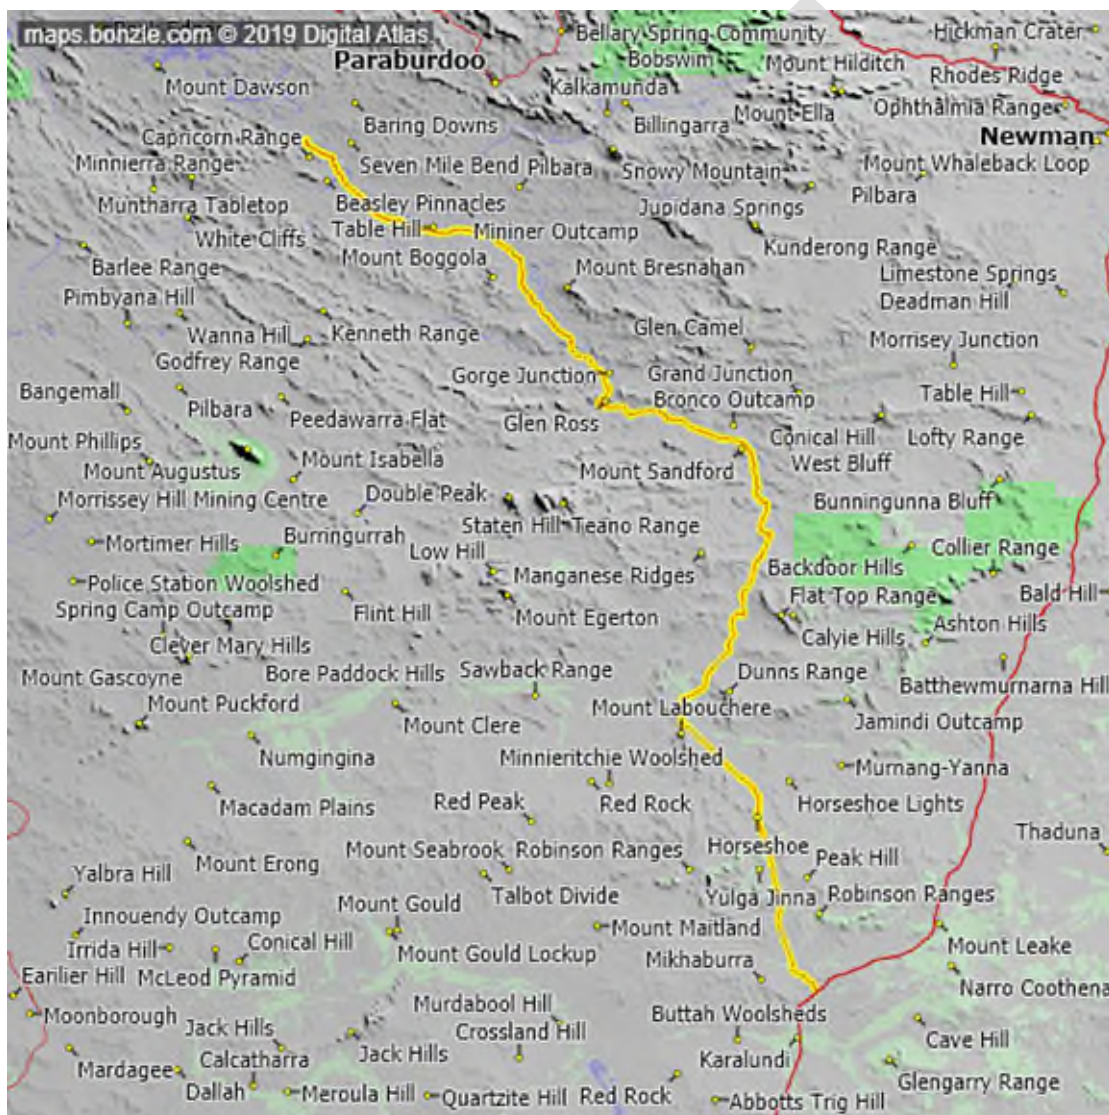 maps.bonzle.com © 2019 Digital Atlas
Bellary Spring Community
Hickman Crater
Paraburdoo
Bobswim
Mount Hilditch
Rhodes Ridge
Mount Dawson
Kalkamunda
Mount Ella
Ophthalmia Range
Capricorn Range
Baring Downs
Billingarra
Newman
Minnierra Range
Seven Mile Bend
Pilbara
Snowy Mountain
Mount Whaleback Loop
Muntharra Tabletop
Beasley Pinnacles
Jupidana Springs
Pilbara
White Cliffs
Table Hill
Mininer Outcamp
Kunderong Range
Barlee Range
Mount Boggola
Mount Bresnahan
Limestone Springs
Pimbyana Hill
Deadman Hill
Wanna Hill
Kenneth Range
Glen Camel
Morrisey Junction
Godfrey Range
Gorge Junction
Grand Junction
Bangemall
Pilbara
Peedawarra Flat
Glen Ross
Bronco Outcamp
Table Hill
Mount Phillips
Conical Hill
Lofty Range
Mount Augustus
Mount Isabella
Mount Sandford
West Bluff
Morrissey Hill Mining Centre
Double Peak
Bunningunna Bluff
Mortimer Hills
Burringurrah
Staten Hill
Teano Range
Low Hill
Collier Range
Police Station Woolshed
Manganese Ridges
Backdoor Hills
Spring Camp Outcamp
Flint Hill
Mount Egerton
Flat Top Range
Bald Hill
Clever Mary Hills
Calyie Hills
Ashton Hills
Mount Gascoyne
Bore Paddock Hills
Sawback Range
Dunns Range
Batthewmurnarna Hill
Mount Puckford
Mount Clere
Mount Labouchere
Jamindi Outcamp
Numgingina
Minnieritchie Woolshed
Murnang-Yanna
Macadam Plains
Red Peak
Red Rock
Horseshoe Lights
Thaduna
Mount Erong
Mount Seabrook
Robinson Ranges
Horseshoe
Peak Hill
Yalbra Hill
Talbot Divide
Yulga Jinna
Robinson Ranges
Innouendy Outcamp
Mount Gould
Mount Maitland
Mount Leake
Irrida Hill
Conical Hill
Mount Gould Lockup
Mikhaburra
Earilier Hill
McLeod Pyramid
Narro Coothena
Moonborough
Murdabool Hill
Buttah Woolsheds
Jack Hills
Crossland Hill
Cave Hill
Mardagee
Calcatharra
Jack Hills
Karalundi
Glengarry Range
Dallah
Meroula Hill
Quartzite Hill
Red Rock
Abbotts Trig Hill